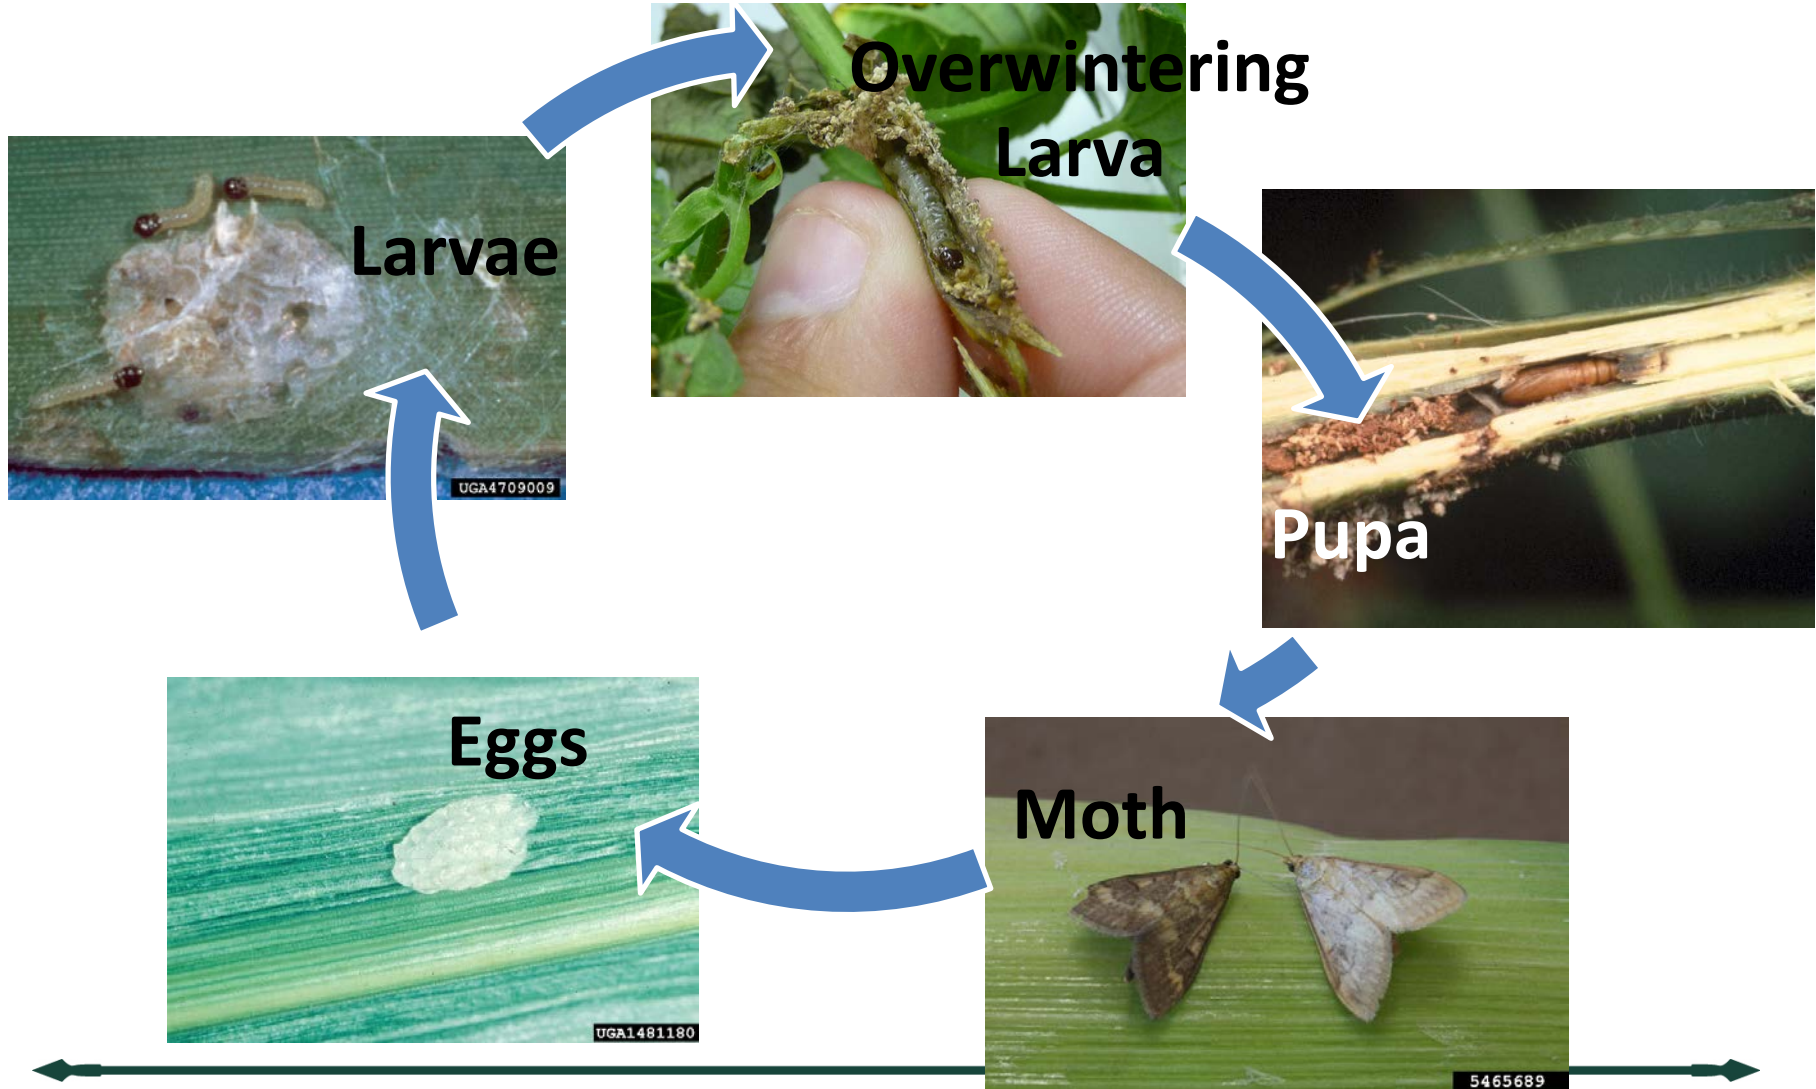 Overwintering
Larva
Larvae
UGA4709009
Pupa
Eggs
UGA1481180
Moth
5465689